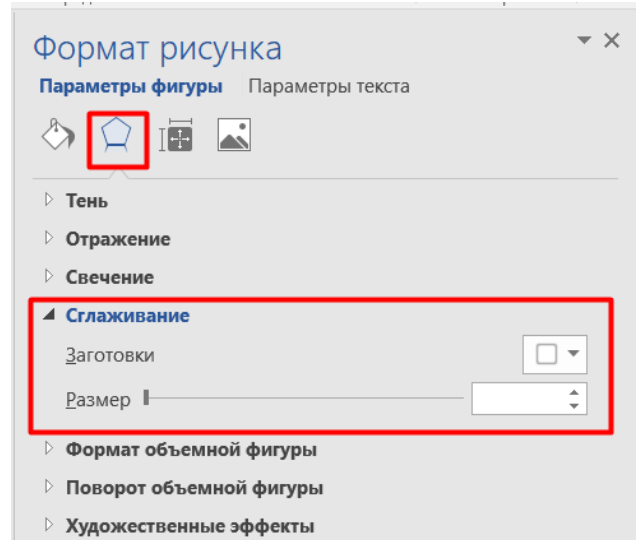 Формат рисунка
Параметры фигуры Параметры текста
Тень
Отражение
Свечение
Сглаживание
Заготовки
Размер
Формат объемной фигуры
Поворот объемной фигуры
Художественные эффекты